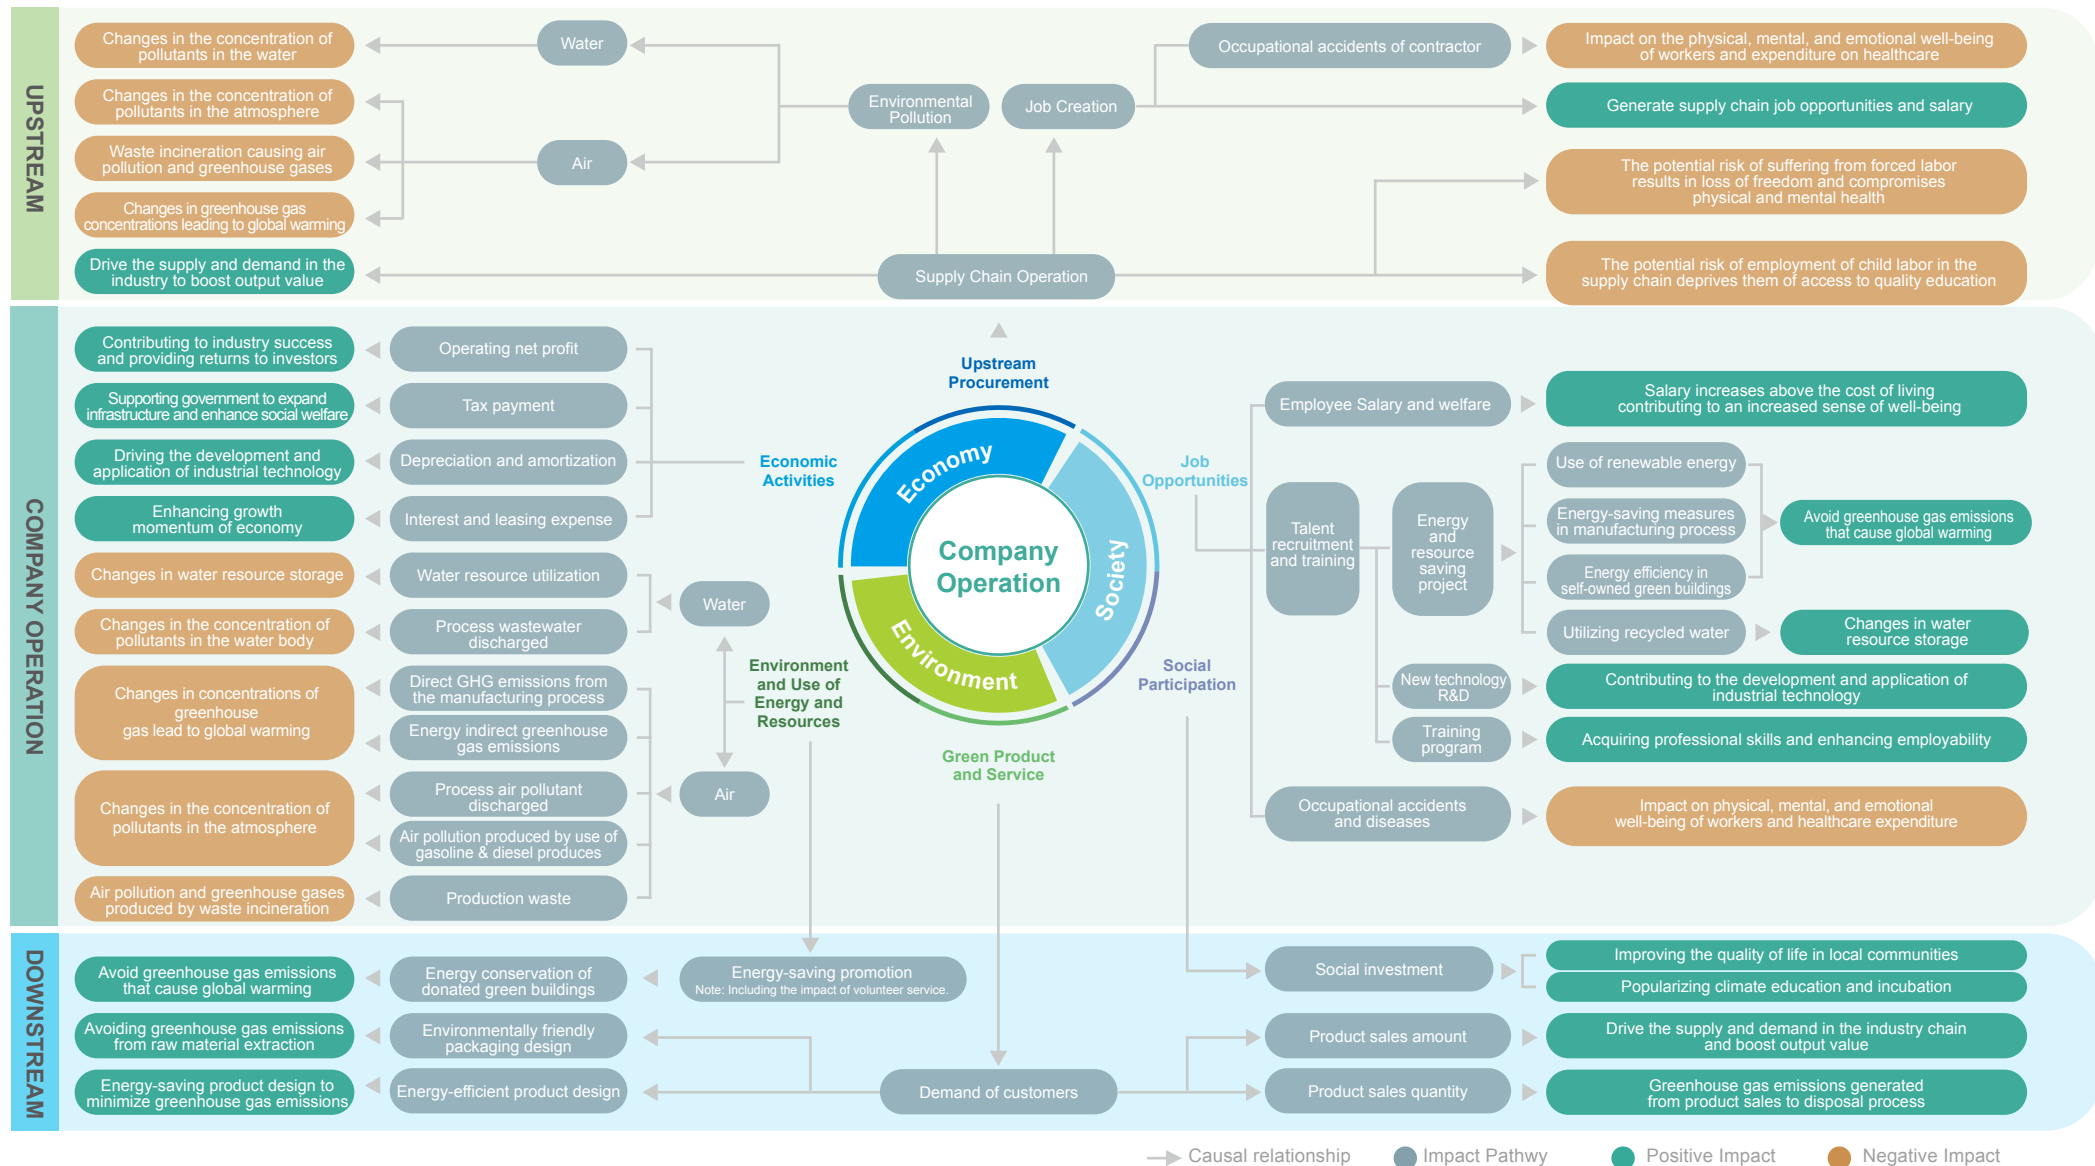 UPSTREAM
Changes in the concentration of
pollutants in the water
Water
Changes in the concentration of
pollutants in the atmosphere
Waste incineration causing air
pollution and greenhouse gases
Air
Changes in greenhouse gas
concentrations leading to global warming
Drive the supply and demand in the
industry to boost output value
Environmental
Pollution
Job Creation
Supply Chain Operation
Occupational accidents of contractor
Impact on the physical, mental, and emotional well-being
of workers and expenditure on healthcare
Generate supply chain job opportunities and salary
The potential risk of suffering from forced labor
results in loss of freedom and compromises
physical and mental health
The potential risk of employment of child labor in the
supply chain deprives them of access to quality education
COMPANY OPERATION
Contributing to industry success
and providing returns to investors
Operating net profit
Supporting government to expand
infrastructure and enhance social welfare
Tax payment
Driving the development and
application of industrial technology
Depreciation and amortization
Enhancing growth
momentum of economy
Interest and leasing expense
Changes in water resource storage
Water resource utilization
Changes in the concentration of
pollutants in the water body
Process wastewater
discharged
Water
Changes in concentrations of
greenhouse
gas lead to global warming
Direct GHG emissions from
the manufacturing process
Energy indirect greenhouse
gas emissions
Changes in the concentration of
pollutants in the atmosphere
Process air pollutant
discharged
Air pollution produced by use of
gasoline & diesel produces
Air
Air pollution and greenhouse gases
produced by waste incineration
Production waste
Upstream
Procurement
Economic
Activities
Job
Opportunities
Environment
and Use of
Energy and
Resources
Social
Participation
Green Product
and Service
Economy
Society
Environment
Company
Operation
Employee Salary and welfare
Salary increases above the cost of living
contributing to an increased sense of well-being
Talent
recruitment
and training
Energy
and
resource
saving
project
Use of renewable energy
Energy-saving measures
in manufacturing process
Energy efficiency in
self-owned green buildings
Avoid greenhouse gas emissions
that cause global warming
Utilizing recycled water
Changes in water
resource storage
New technology
R&D
Contributing to the development and application of
industrial technology
Training
program
Acquiring professional skills and enhancing employability
Occupational accidents
and diseases
Impact on physical, mental, and emotional
well-being of workers and healthcare expenditure
DOWNSTREAM
Avoid greenhouse gas emissions
that cause global warming
Energy conservation of
donated green buildings
Energy-saving promotion
Note: Including the impact of volunteer service.
Avoiding greenhouse gas emissions
from raw material extraction
Environmentally friendly
packaging design
Energy-saving product design to
minimize greenhouse gas emissions
Energy-efficient product design
Demand of customers
Social investment
Improving the quality of life in local communities
Popularizing climate education and incubation
Product sales amount
Drive the supply and demand in the industry chain
and boost output value
Product sales quantity
Greenhouse gas emissions generated
from product sales to disposal process
Causal relationship
Impact Pathwy
Positive Impact
Negative Impact